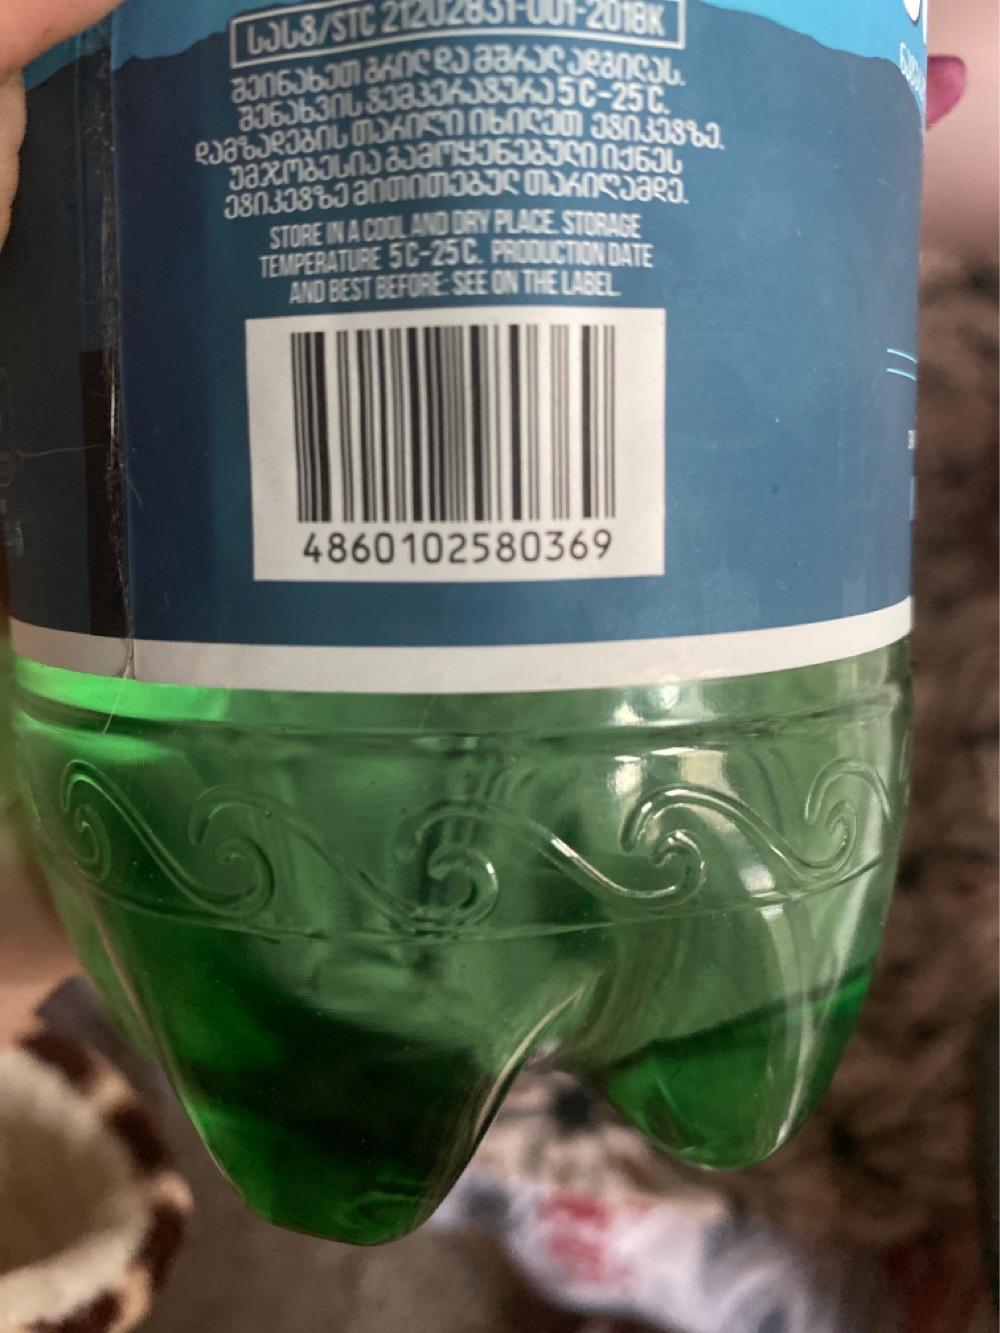 სასზ/STC 21202831-001-2018K
შეინახეთ გრილ და მშრალ ადგილას.
შენახვის ტემპერატურა 5 C-25 C.
დამზადების თარიღი იხილეთ ეტიკეტზე.
უმჯობესია გამოყენებული იქნეს
ეტიკეტზე მითითებულ თარიღამდე.
STORE IN A COOL AND DRY PLACE. STORAGE
TEMPERATURE 5 C-25 C. PRODUCTION DATE
AND BEST BEFORE: SEE ON THE LABEL.
4860102580369